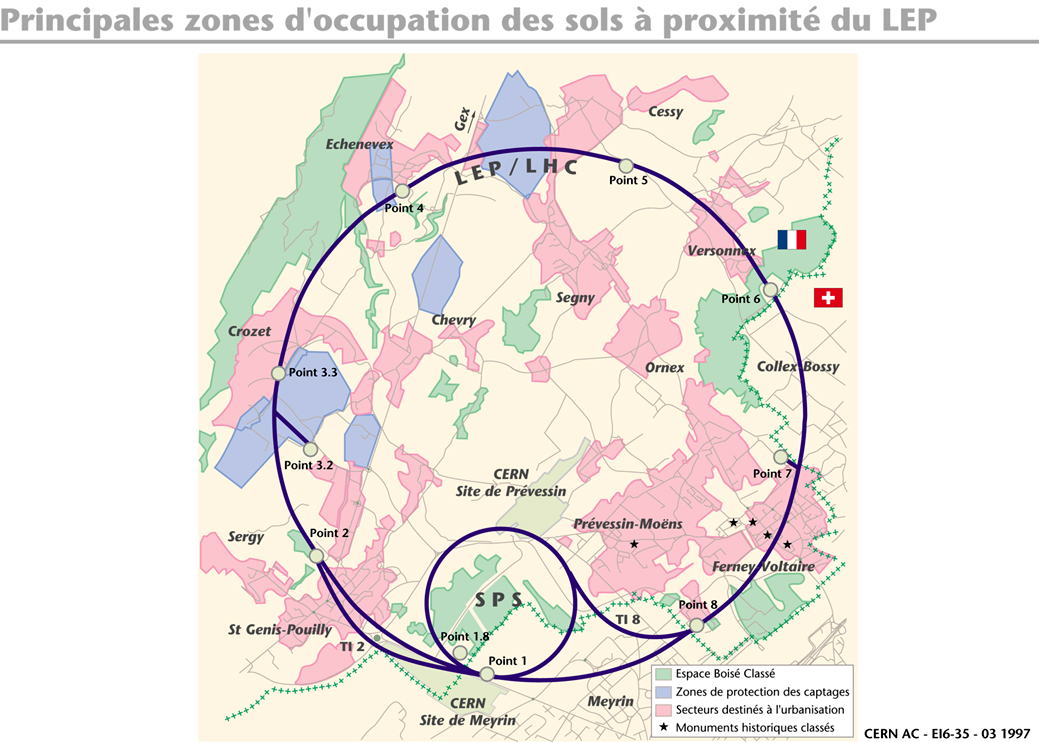 Principales zones d'occupation des sols à proximité du LEP
Gex
Cessy
Echenevex
LEP/LHC
Point 5
Point 4
Versonnex
Point 6
Segny
Chevry
Crozet
Ornex
Collex Bossy
Point 3.3
Point 3.2
Point 7
CERN
Site de Prévessin
Prévessin-Moëns
Sergy
Point 2
Ferney-Voltaire
SPS
Point 8
TI 8
St Genis-Pouilly
TI 2
Point 1.8
Point 1
CERN
Site de Meyrin
Meyrin
Espace Boisé Classé
Zones de protection des captages
Secteurs destinés à l'urbanisation
Monuments historiques classés
CERN AC - EI6-35 - 03 1997